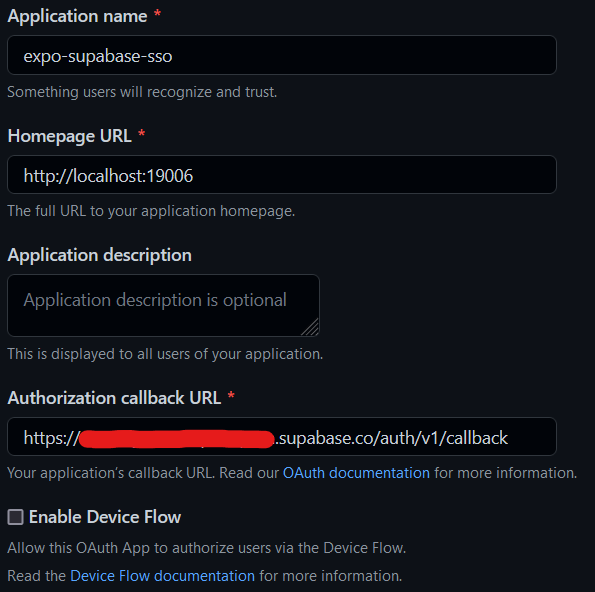 Application name *
expo-supabase-sso
Something users will recognize and trust.
Homepage URL *
http://localhost:19006
The full URL to your application homepage.
Application description
Application description is optional
This is displayed to all users of your application.
Authorization callback URL *
https:// .supabase.co/auth/v1/callback
Your application's callback URL. Read our OAuth documentation for more information.
Enable Device Flow
Allow this OAuth App to authorize users via the Device Flow.
Read the Device Flow documentation for more information.